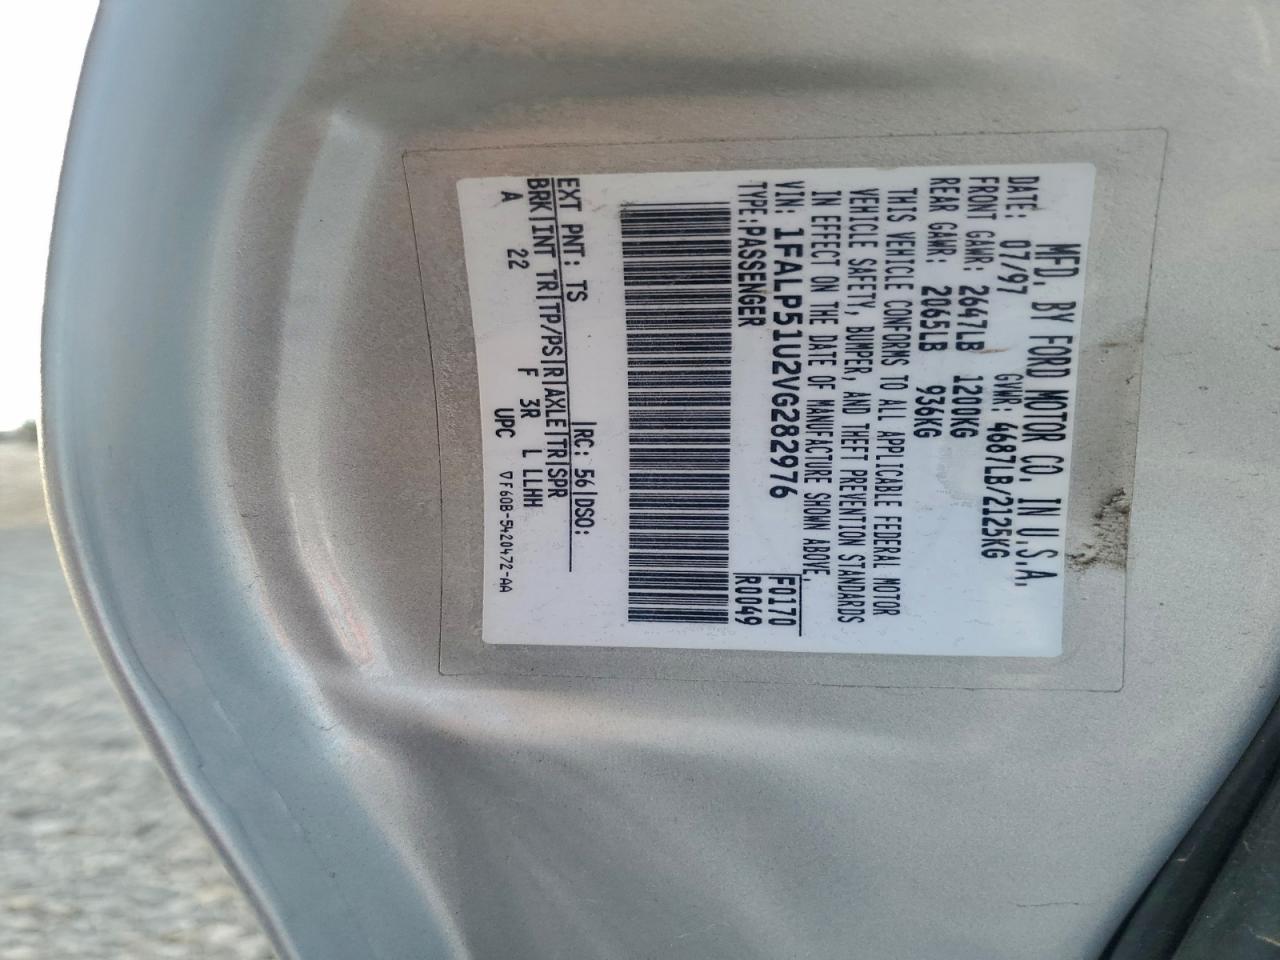 MFD. BY FORD MOTOR CO. IN U.S.A.
DATE: 07/97 GVWR: 4687LB/2125KG
FRONT GAWR: 2647LB 1200KG
REAR GAWR: 2065LB 936KG
THIS VEHICLE CONFORMS TO ALL APPLICABLE FEDERAL MOTOR
VEHICLE SAFETY, BUMPER, AND THEFT PREVENTION STANDARDS
IN EFFECT ON THE DATE OF MANUFACTURE SHOWN ABOVE.
VIN: 1FALP51U2VG282976 F0170
TYPE: PASSENGER R0049
EXT PNT: TS RC: 56 DSO:
BRK INT TR TP/PS R AXLE TR SPR
A 22 F 3R L LLHH
UPC ▽F60B-5420472-AA